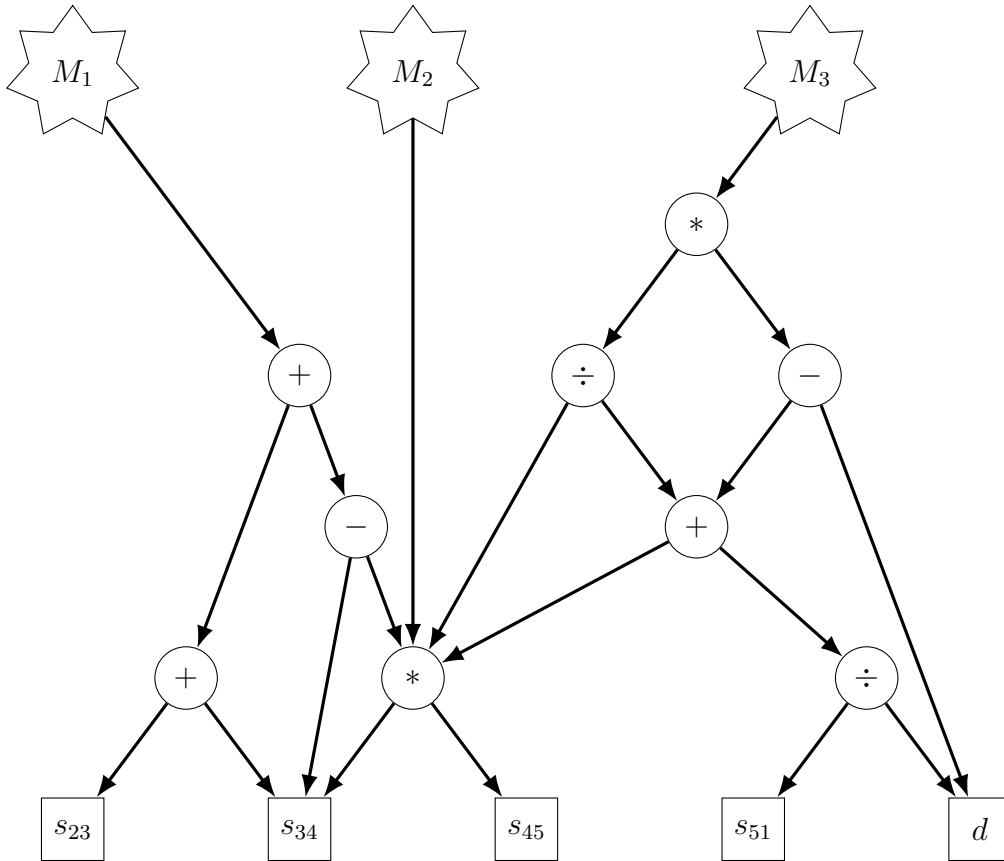 M₁ M₂ M₃
*
+ ÷ −
− +
+ * ÷
s₂₃ s₃₄ s₄₅ s₅₁ d